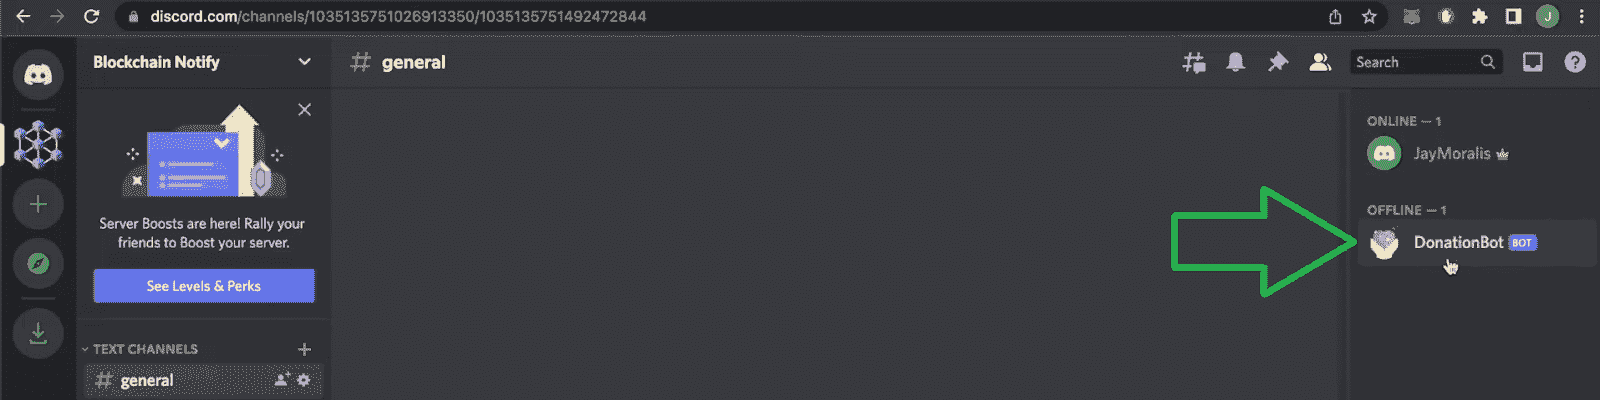 discord.com/channels/1035135751026913350/1035135751492472844
J
Blockchain Notify
# general
Search
?
Server Boosts are here! Rally your
friends to Boost your server.
See Levels & Perks
TEXT CHANNELS
# general
ONLINE — 1
JayMoralis
OFFLINE — 1
DonationBot BOT